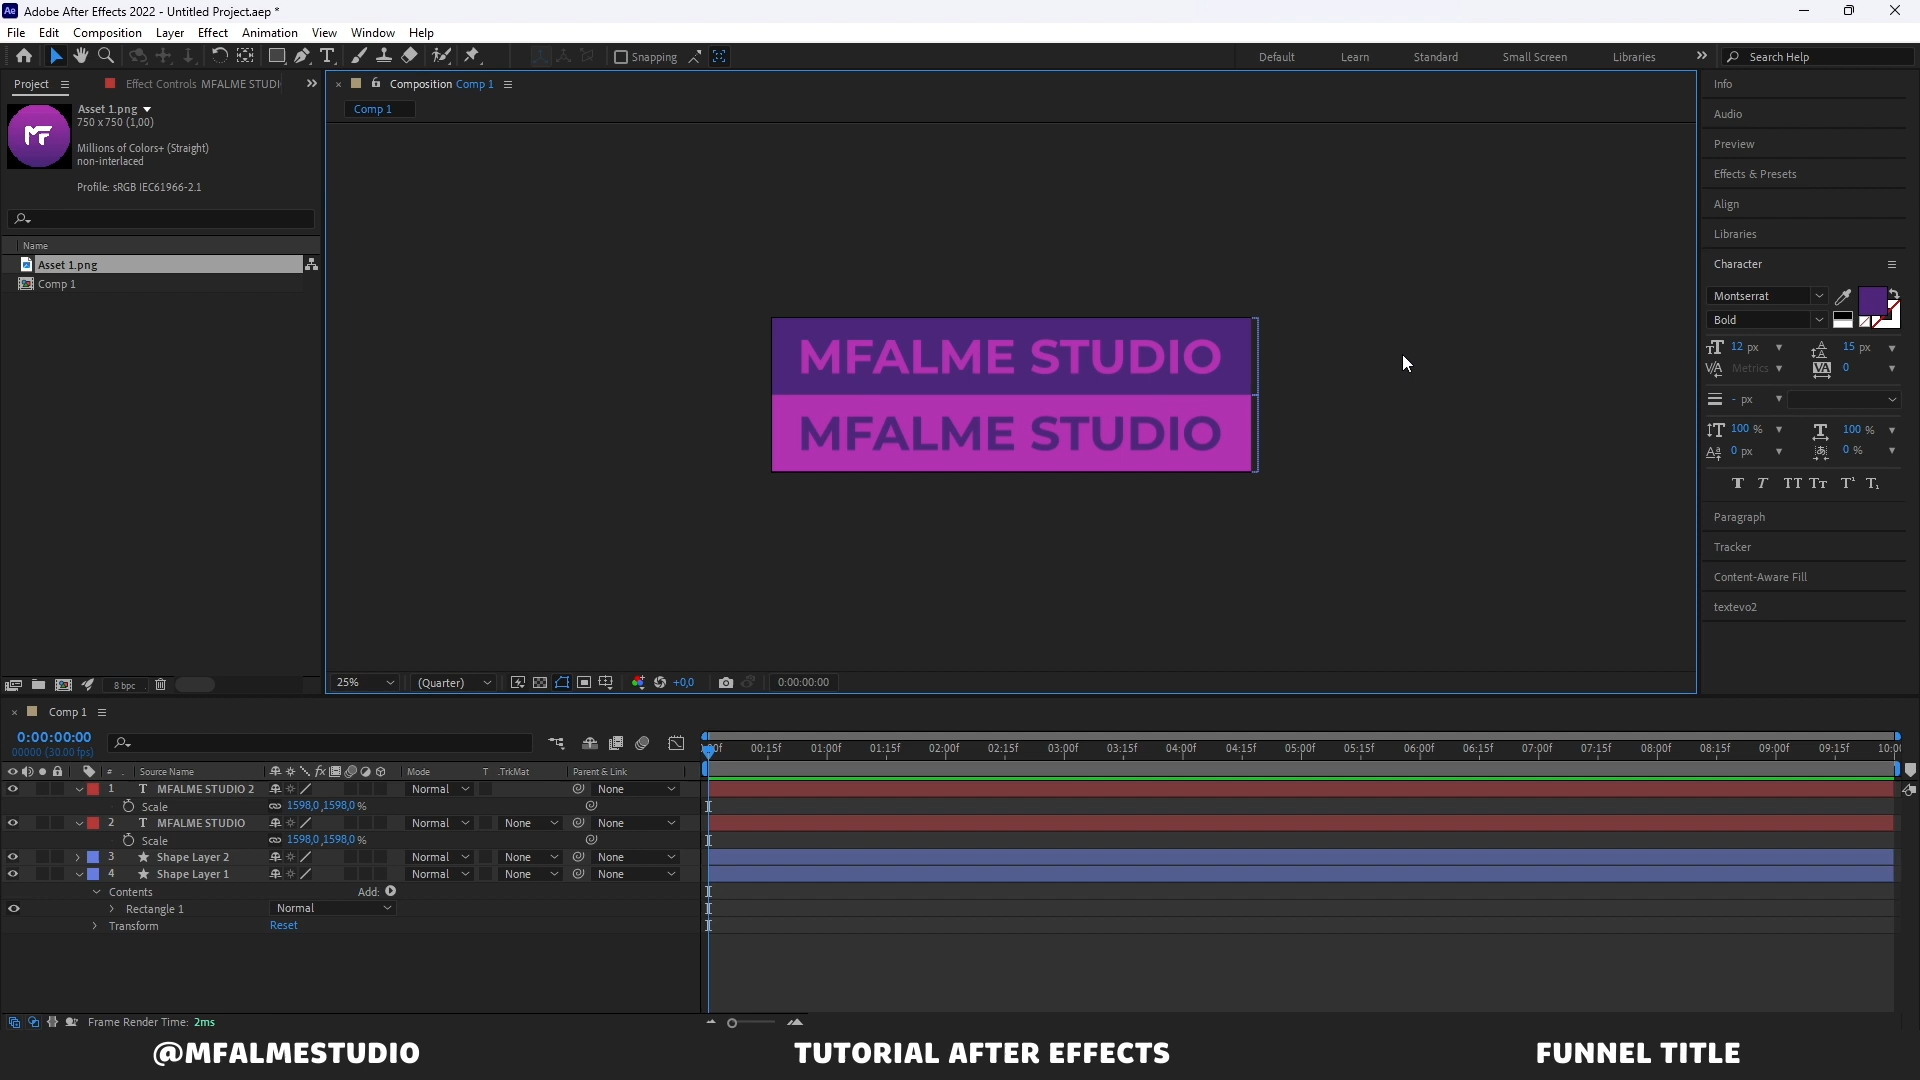 Adobe After Effects 2022 - Untitled Project.aep *
File Edit Composition Layer Effect Animation View Window Help
Snapping
Default Learn Standard Small Screen Libraries
Search Help
Project
Effect Controls MFALME STUDI
Asset 1.png
750 x 750 (1,00)
Millions of Colors+ (Straight)
non-interlaced
Profile: sRGB IEC61966-2.1
Name
Asset 1.png
Comp 1
8 bpc
Composition Comp 1
Comp 1
MFALME STUDIO
MFALME STUDIO
25% (Quarter) +0,0 0:00:00:00
Info
Audio
Preview
Effects & Presets
Align
Libraries
Character
Montserrat
Bold
12 px 15 px
Metrics 0
- px
100 % 100 %
0 px 0 %
Paragraph
Tracker
Content-Aware Fill
textevo2
Comp 1
0:00:00:00
00000 (30.00 fps)
00:15f 01:00f 01:15f 02:00f 02:15f 03:00f 03:15f 04:00f 04:15f 05:00f 05:15f 06:00f 06:15f 07:00f 07:15f 08:00f 08:15f 09:00f 09:15f 10:0
# Source Name Mode T .TrkMat Parent & Link
1 T MFALME STUDIO 2 Normal None
Scale 1598,0 ,1598,0 %
2 T MFALME STUDIO Normal None None
Scale 1598,0 ,1598,0 %
3 Shape Layer 2 Normal None None
4 Shape Layer 1 Normal None None
Contents Add:
Rectangle 1 Normal
Transform Reset
Frame Render Time: 2ms
@MFALMESTUDIO TUTORIAL AFTER EFFECTS FUNNEL TITLE